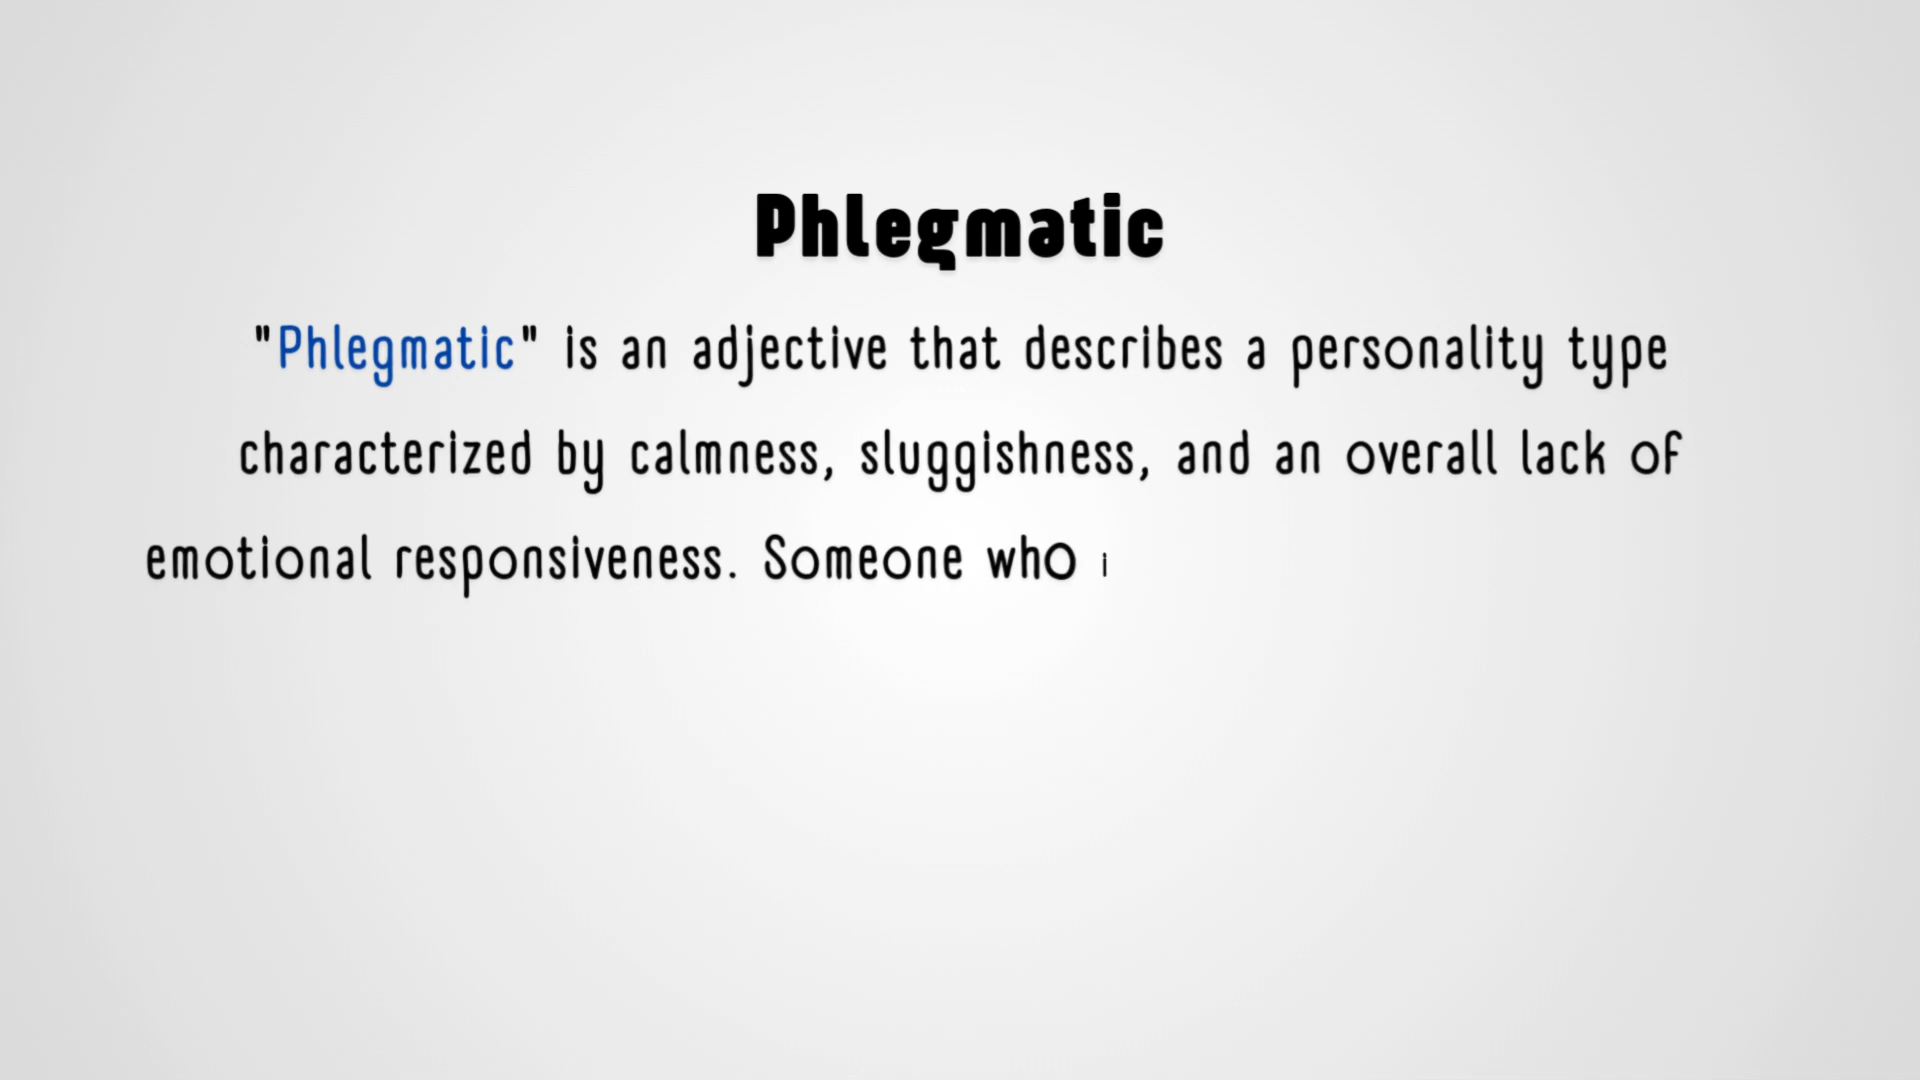 Phlegmatic
"Phlegmatic" is an adjective that describes a personality type
characterized by calmness, sluggishness, and an overall lack of
emotional responsiveness. Someone who i